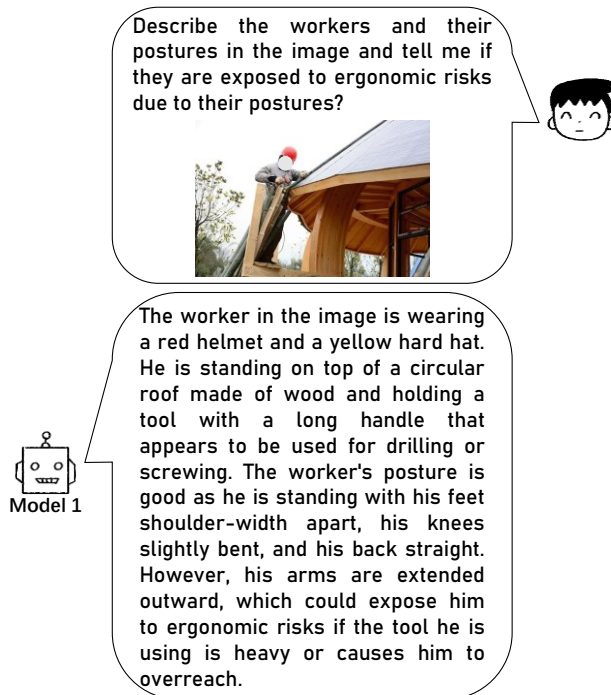 Describe the workers and their
postures in the image and tell me if
they are exposed to ergonomic risks
due to their postures?
The worker in the image is wearing
a red helmet and a yellow hard hat.
He is standing on top of a circular
roof made of wood and holding a
tool with a long handle that
appears to be used for drilling or
screwing. The worker's posture is
good as he is standing with his feet
shoulder-width apart, his knees
slightly bent, and his back straight.
However, his arms are extended
outward, which could expose him
to ergonomic risks if the tool he is
using is heavy or causes him to
overreach.
Model 1